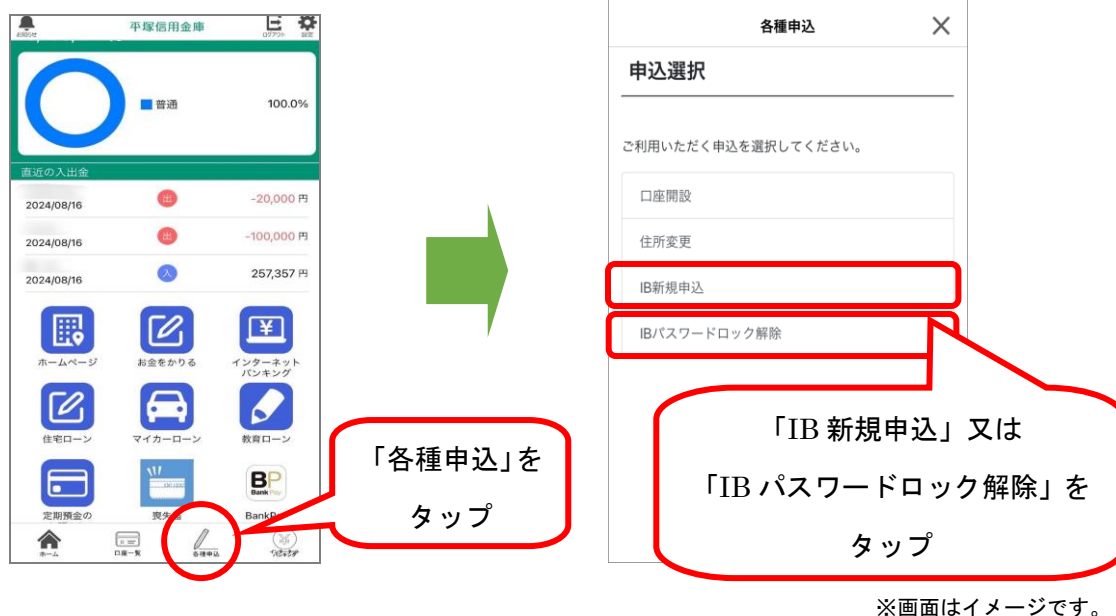 お知らせ
平塚信用金庫
ログアウト
設定
普通 100.0%
直近の入出金
2024/08/16 出 -20,000 円
2024/08/16 出 -100,000 円
2024/08/16 入 257,357 円
ホームページ
お金をかりる
インターネット
バンキング
住宅ローン
マイカーローン
教育ローン
定期預金の
喪失
BP
Bank Pay
ホーム
口座一覧
各種申込
「各種申込」を
タップ
各種申込
申込選択
ご利用いただく申込を選択してください。
口座開設
住所変更
IB新規申込
IBパスワードロック解除
「IB 新規申込」又は
「IB パスワードロック解除」を
タップ
※画面はイメージです。